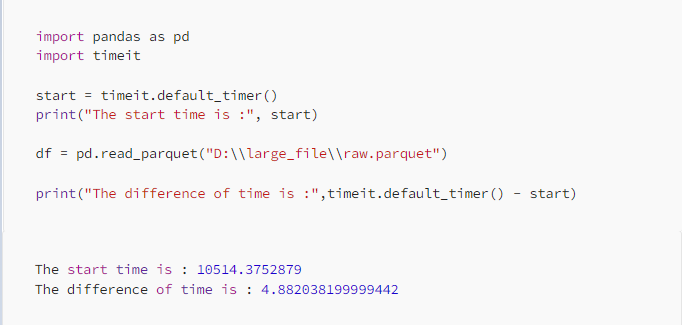 import pandas as pd
import timeit
start = timeit.default_timer()
print("The start time is :", start)
df = pd.read_parquet("D:\\large_file\\raw.parquet")
print("The difference of time is :",timeit.default_timer() - start)
The start time is : 10514.3752879
The difference of time is : 4.882038199999442